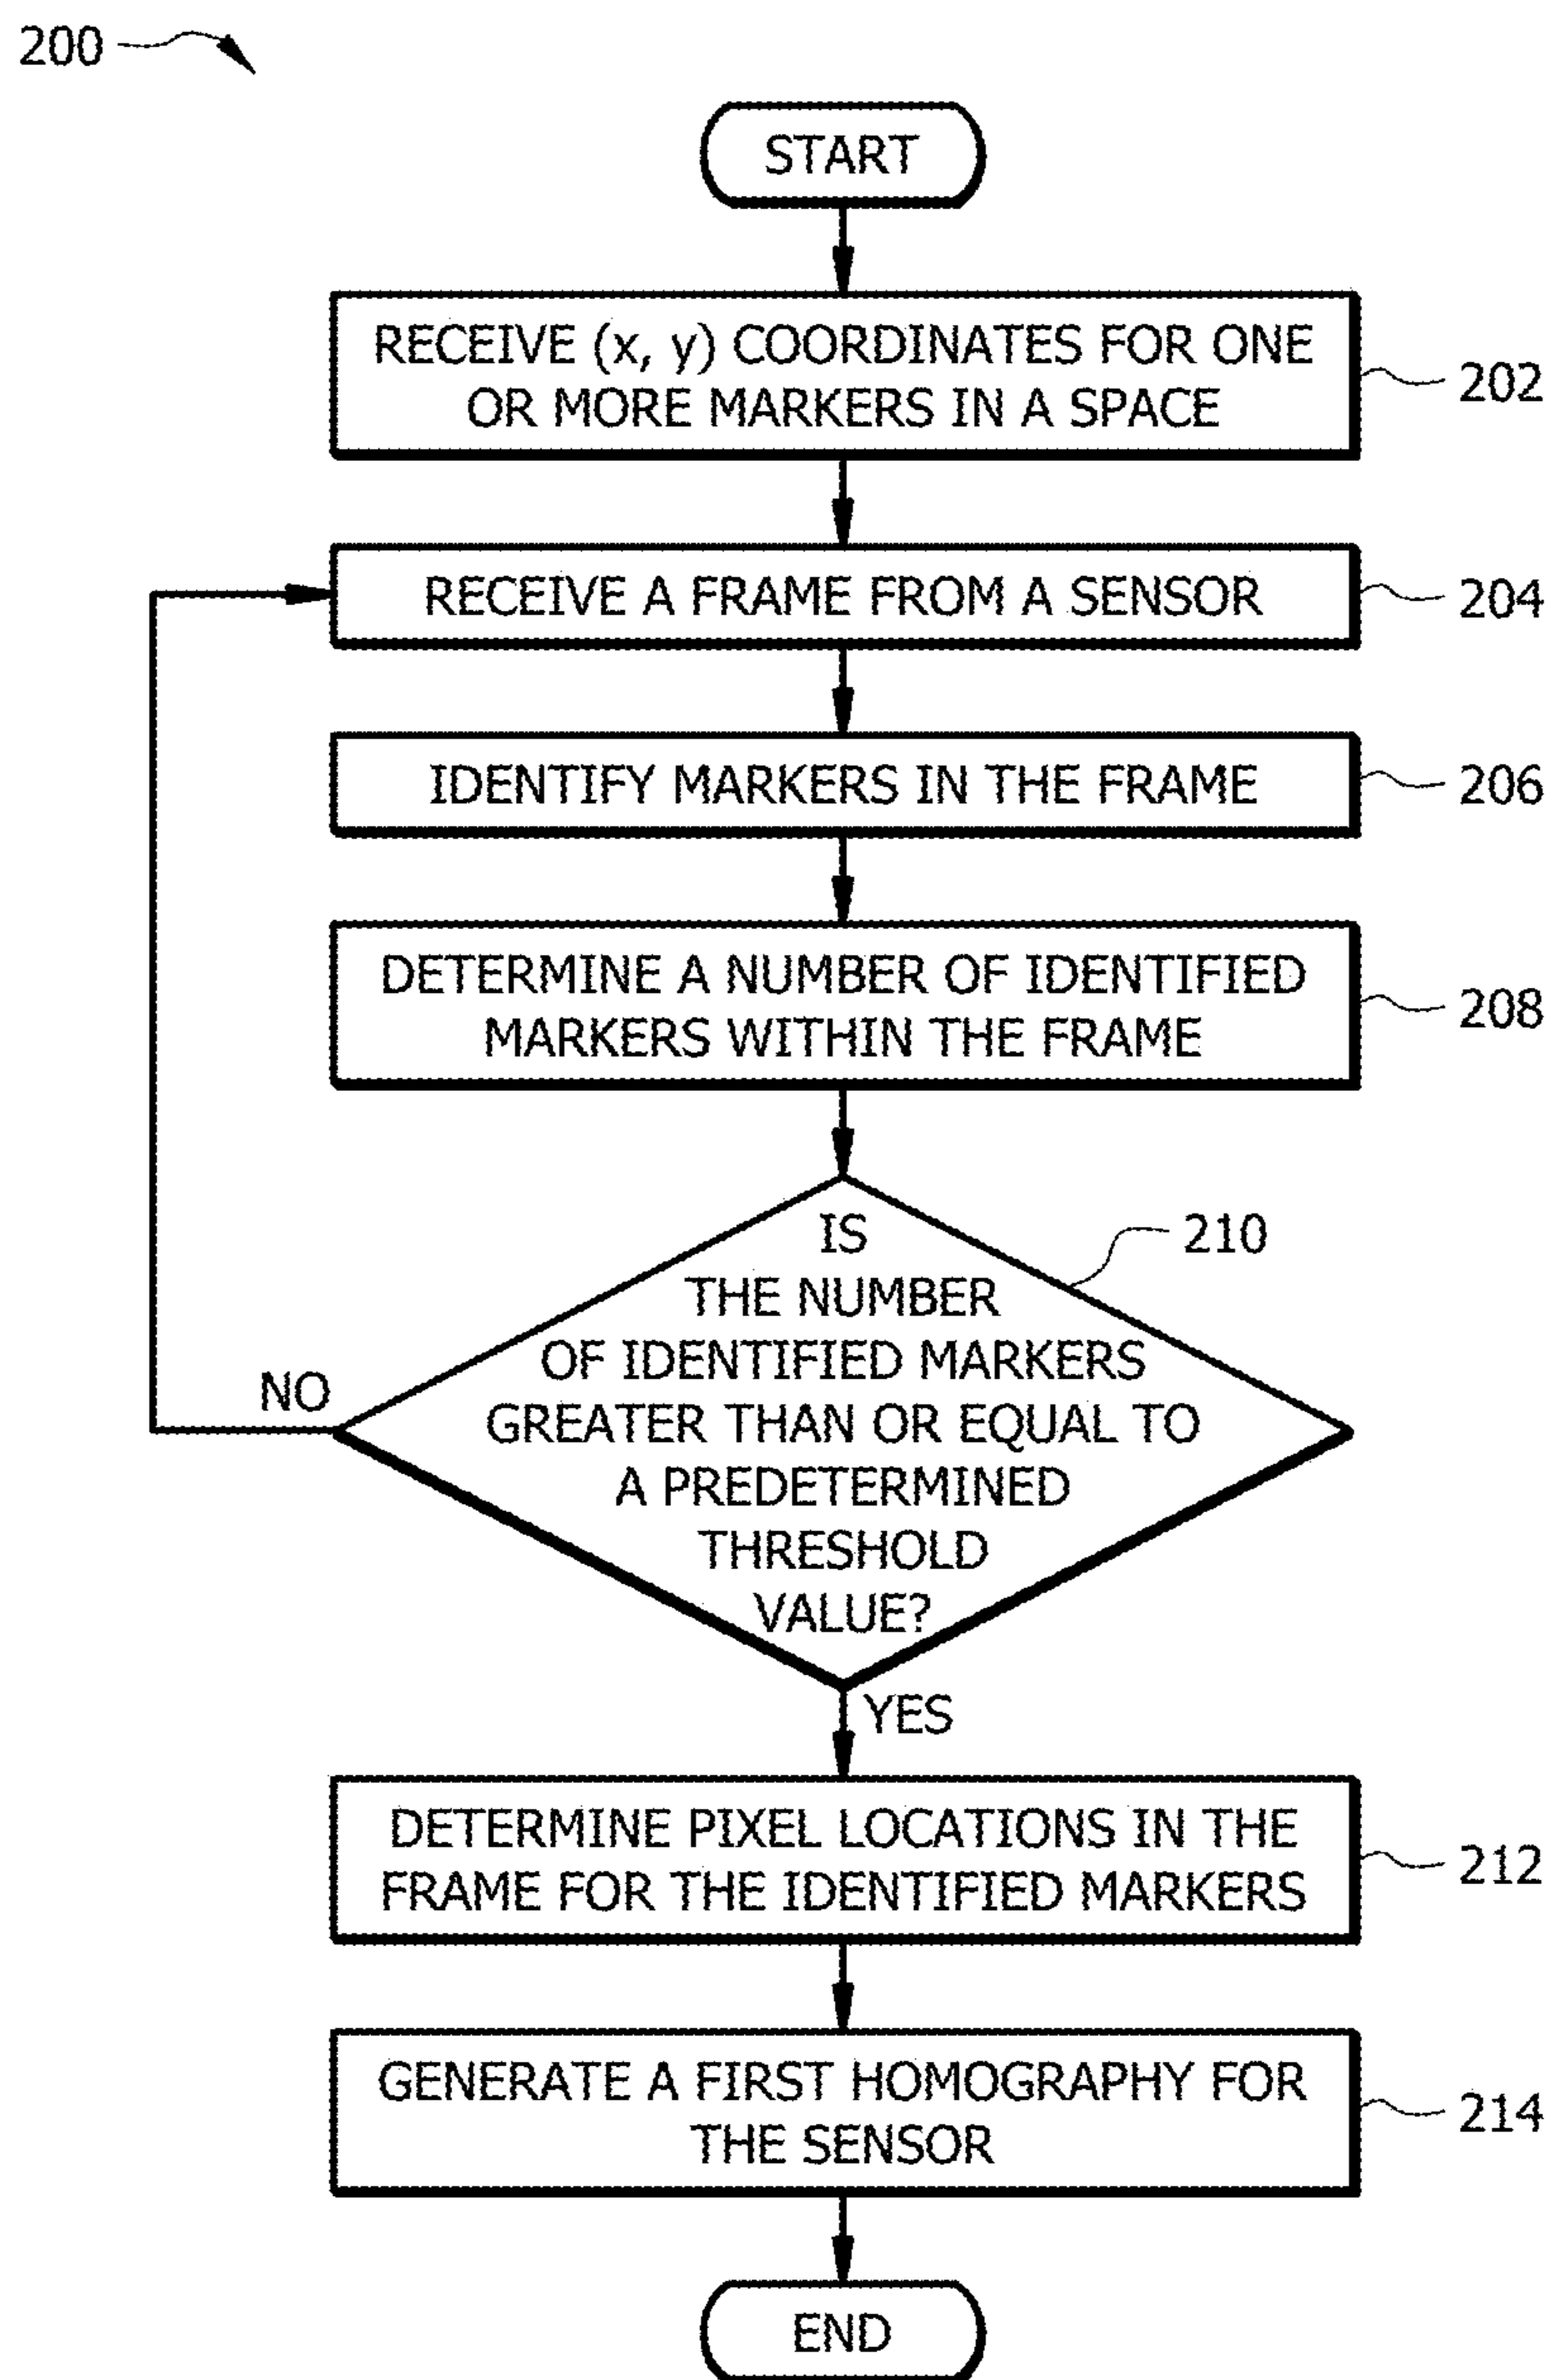 200
START
RECEIVE (x, y) COORDINATES FOR ONE
OR MORE MARKERS IN A SPACE
202
RECEIVE A FRAME FROM A SENSOR
204
IDENTIFY MARKERS IN THE FRAME
206
DETERMINE A NUMBER OF IDENTIFIED
MARKERS WITHIN THE FRAME
208
IS
THE NUMBER
OF IDENTIFIED MARKERS
GREATER THAN OR EQUAL TO
A PREDETERMINED
THRESHOLD
VALUE?
210
NO
YES
DETERMINE PIXEL LOCATIONS IN THE
FRAME FOR THE IDENTIFIED MARKERS
212
GENERATE A FIRST HOMOGRAPHY FOR
THE SENSOR
214
END